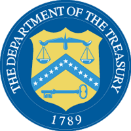 THE DEPARTMENT OF THE TREASURY
1789